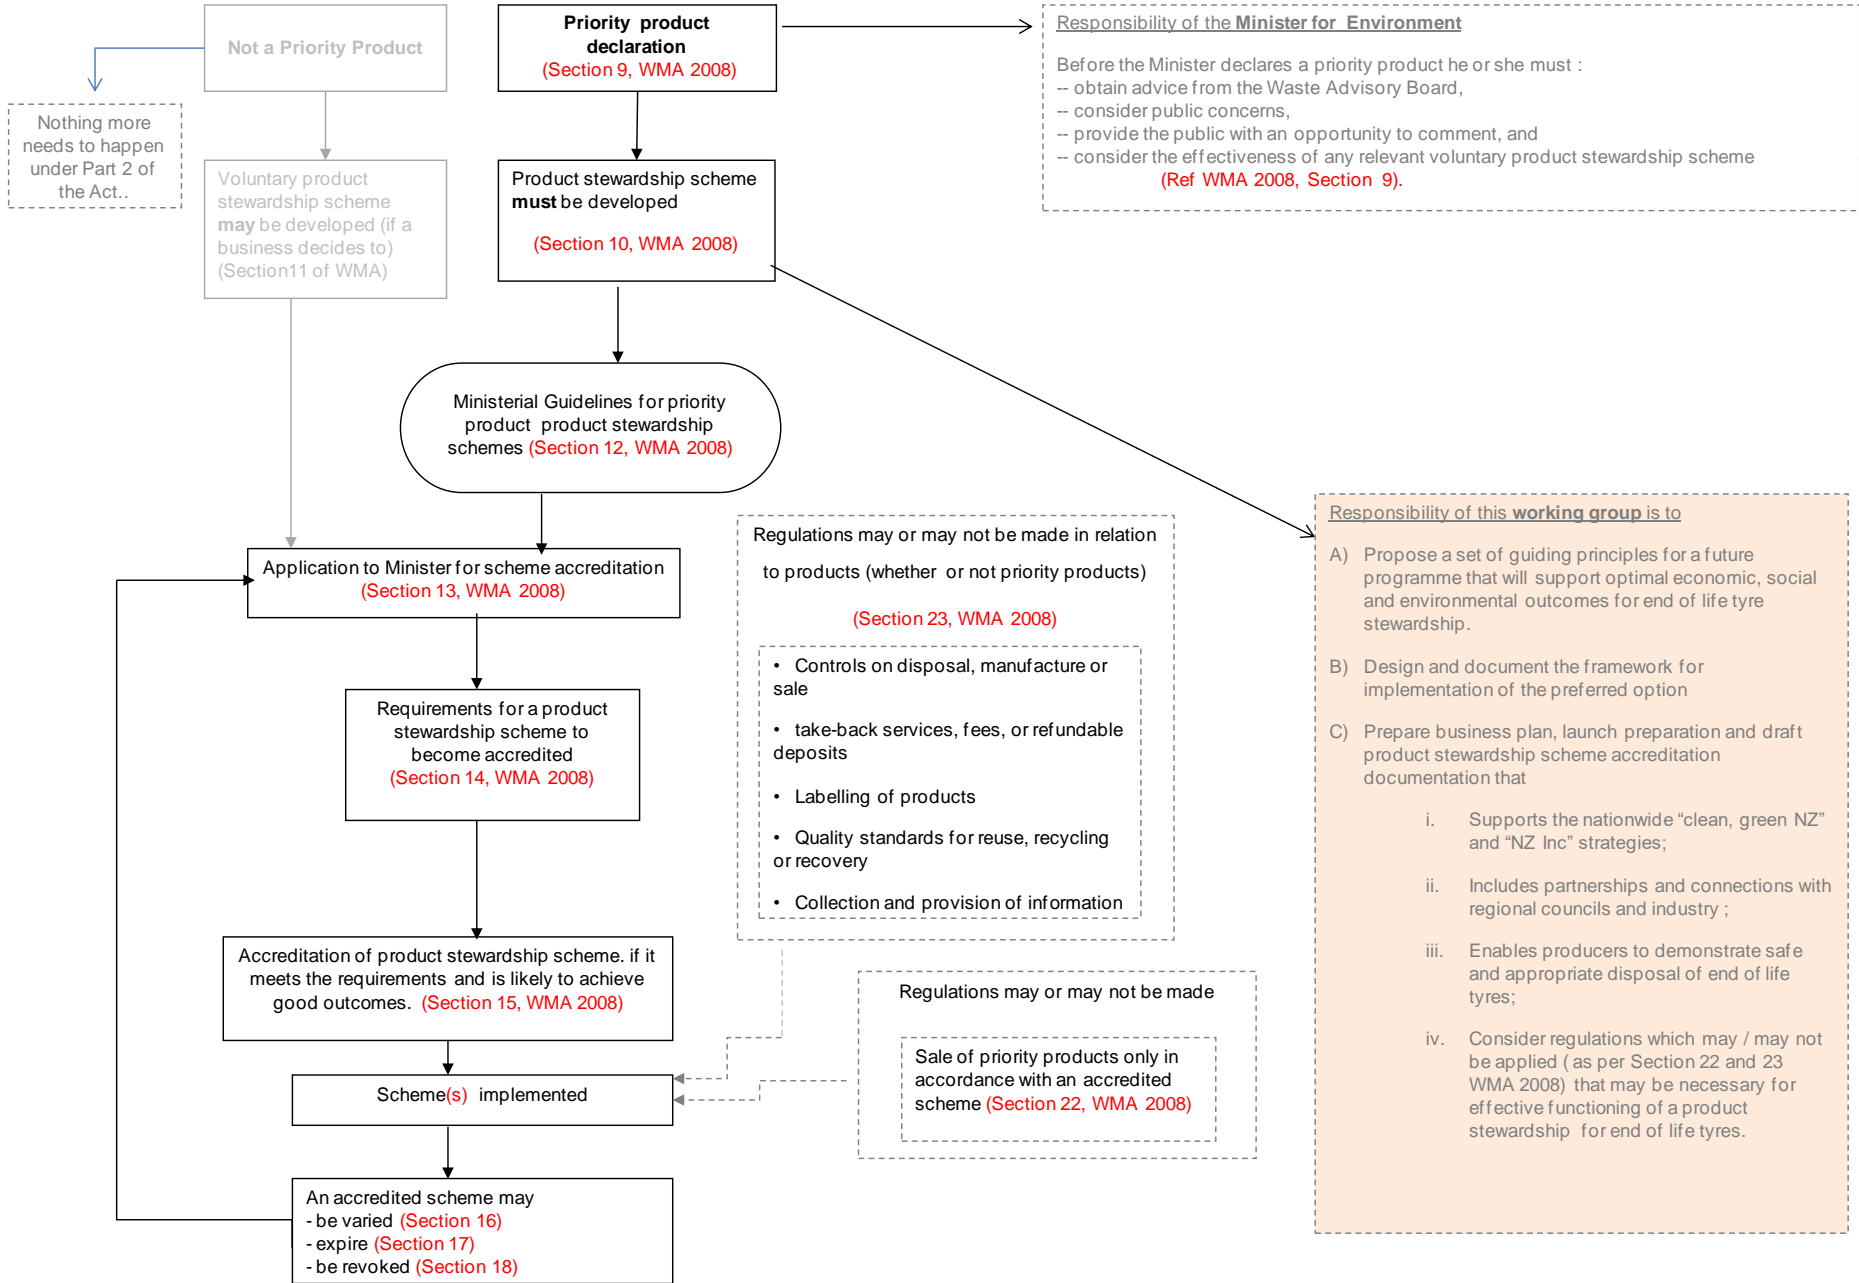 Not a Priority Product
Nothing more
needs to happen
under Part 2 of
the Act..
Voluntary product
stewardship scheme
may be developed (if a
business decides to)
(Section11 of WMA)
Priority product
declaration
(Section 9, WMA 2008)
Responsibility of the Minister for Environment
Before the Minister declares a priority product he or she must :
-- obtain advice from the Waste Advisory Board,
-- consider public concerns,
-- provide the public with an opportunity to comment, and
-- consider the effectiveness of any relevant voluntary product stewardship scheme
(Ref WMA 2008, Section 9).
Product stewardship scheme
must be developed
(Section 10, WMA 2008)
Ministerial Guidelines for priority
product product stewardship
schemes (Section 12, WMA 2008)
Application to Minister for scheme accreditation
(Section 13, WMA 2008)
Requirements for a product
stewardship scheme to
become accredited
(Section 14, WMA 2008)
Accreditation of product stewardship scheme. if it
meets the requirements and is likely to achieve
good outcomes. (Section 15, WMA 2008)
Scheme(s) implemented
An accredited scheme may
- be varied (Section 16)
- expire (Section 17)
- be revoked (Section 18)
Regulations may or may not be made in relation
to products (whether or not priority products)
(Section 23, WMA 2008)
• Controls on disposal, manufacture or
sale
• take-back services, fees, or refundable
deposits
• Labelling of products
• Quality standards for reuse, recycling
or recovery
• Collection and provision of information
Regulations may or may not be made
Sale of priority products only in
accordance with an accredited
scheme (Section 22, WMA 2008)
Responsibility of this working group is to
A) Propose a set of guiding principles for a future
programme that will support optimal economic, social
and environmental outcomes for end of life tyre
stewardship.
B) Design and document the framework for
implementation of the preferred option
C) Prepare business plan, launch preparation and draft
product stewardship scheme accreditation
documentation that
i. Supports the nationwide “clean, green NZ”
and “NZ Inc” strategies;
ii. Includes partnerships and connections with
regional councils and industry ;
iii. Enables producers to demonstrate safe
and appropriate disposal of end of life
tyres;
iv. Consider regulations which may / may not
be applied ( as per Section 22 and 23
WMA 2008) that may be necessary for
effective functioning of a product
stewardship for end of life tyres.